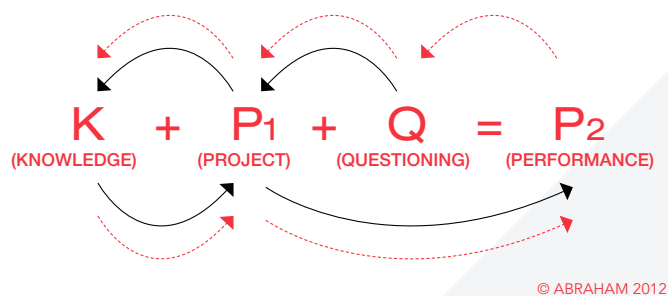 K + P1 + Q = P2
(KNOWLEDGE) (PROJECT) (QUESTIONING) (PERFORMANCE)
© ABRAHAM 2012